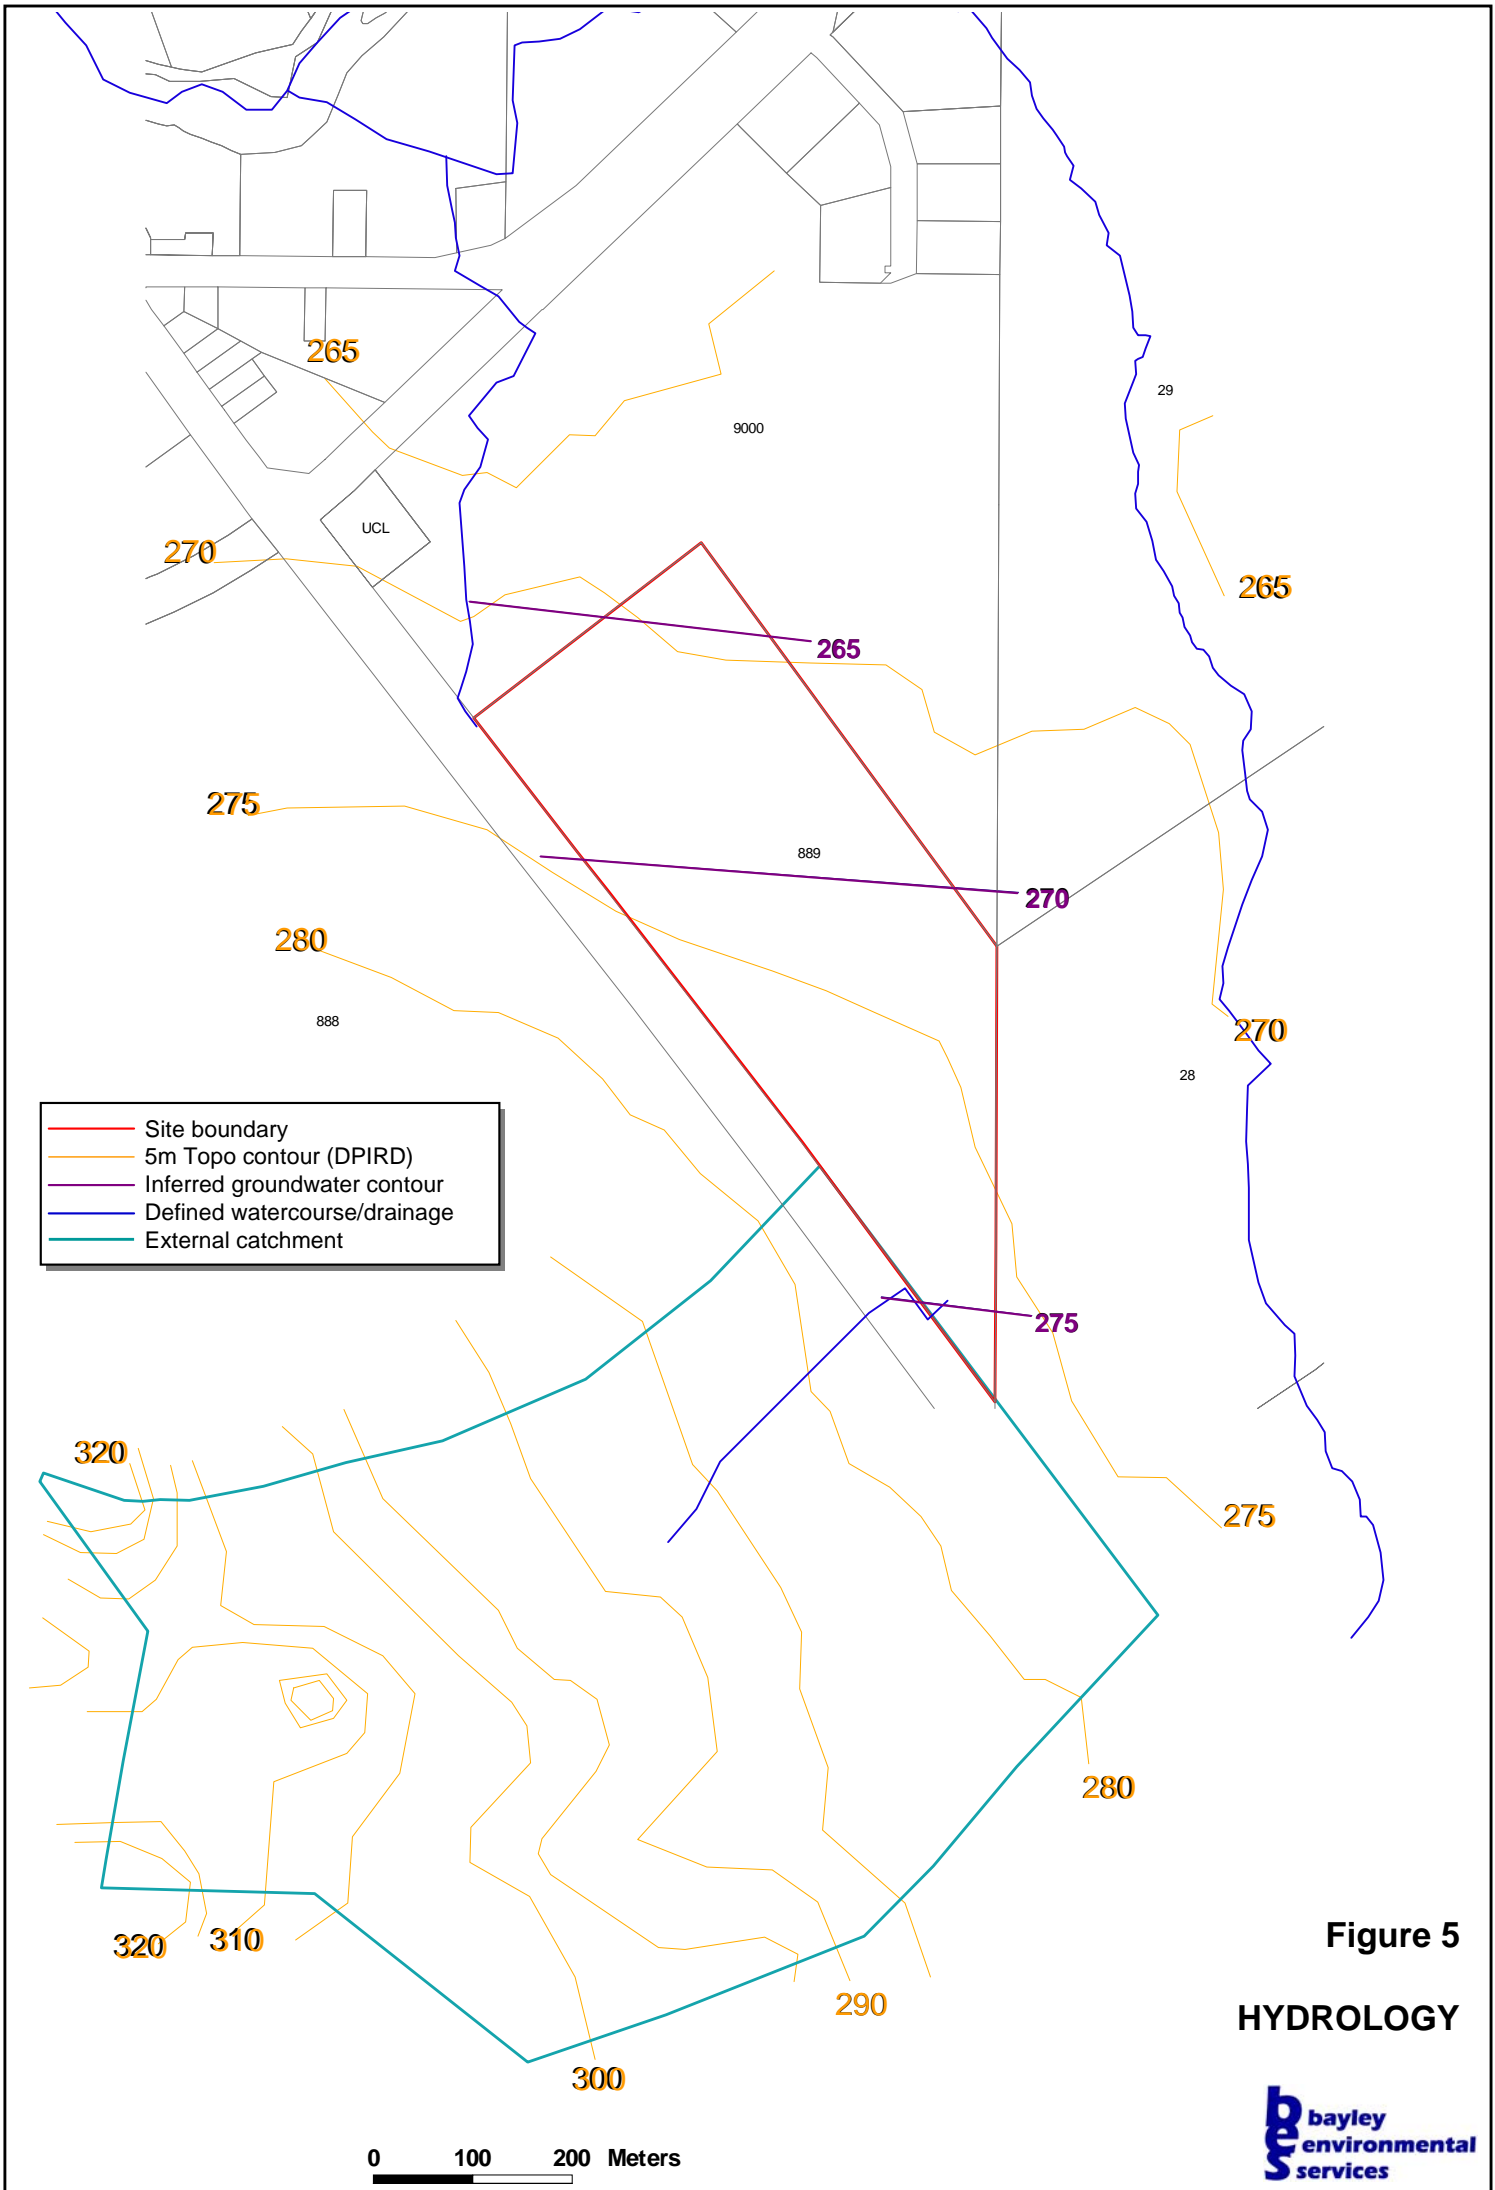 265
9000
29
UCL
270
265
265
275
889
270
280
888
270
28
Site boundary
5m Topo contour (DPIRD)
Inferred groundwater contour
Defined watercourse/drainage
External catchment
275
320
275
280
Figure 5
320
310
290
HYDROLOGY
300
0 100 200 Meters
bes
bayley
environmental
services